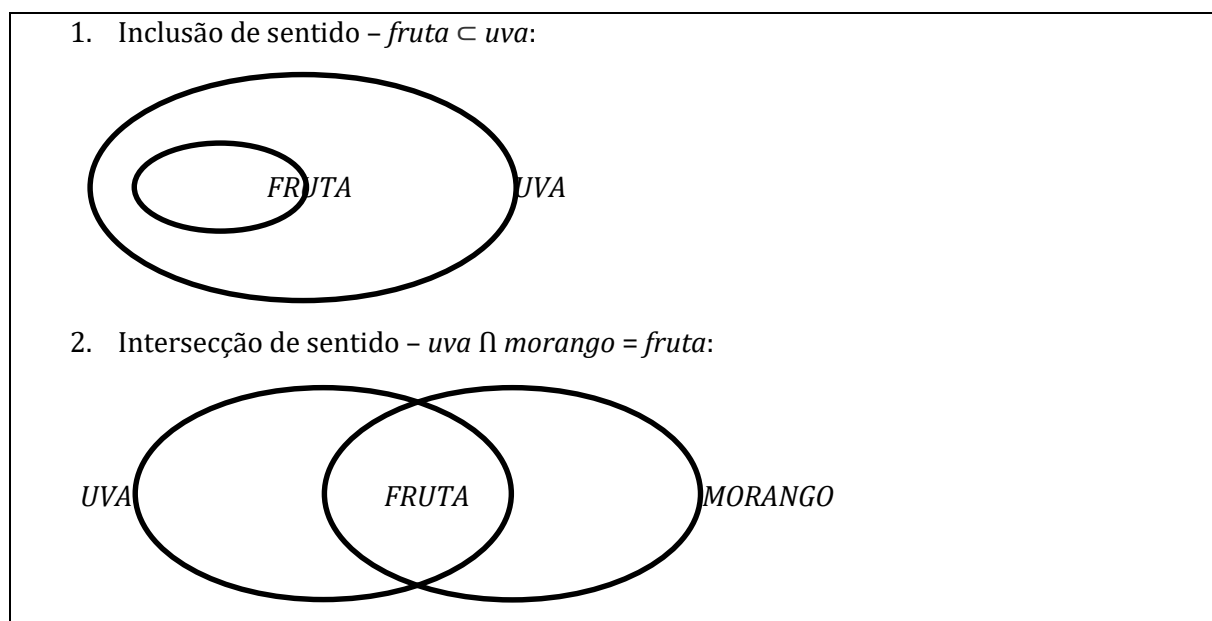 1. Inclusão de sentido – fruta ⊂ uva:
FRUTA UVA
2. Intersecção de sentido – uva Ո morango = fruta:
UVA FRUTA MORANGO